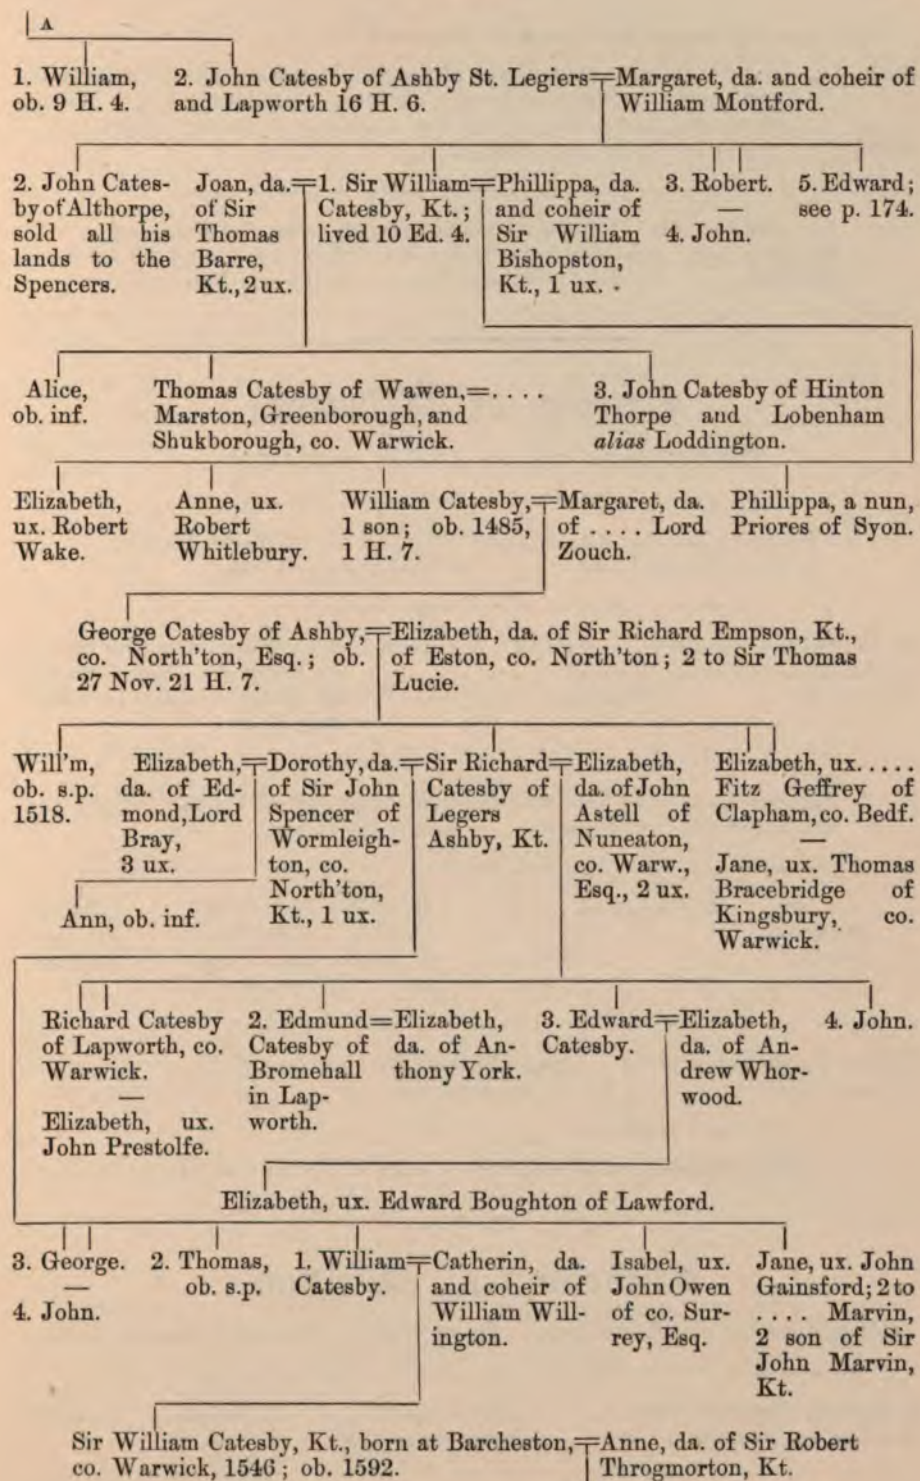 A
1. William,
ob. 9 H. 4.
2. John Catesby of Ashby St. Legiers
and Lapworth 16 H. 6.
Margaret, da. and coheir of
William Montford.
2. John Cates-
by of Althorpe,
sold all his
lands to the
Spencers.
Joan, da.
of Sir
Thomas
Barre,
Kt., 2 ux.
1. Sir William
Catesby, Kt.;
lived 10 Ed. 4.
Phillippa, da.
and coheir of
Sir William
Bishopston,
Kt., 1 ux.
3. Robert.
—
4. John.
5. Edward;
see p. 174.
Alice,
ob. inf.
Thomas Catesby of Wawen,=. . . .
Marston, Greenborough, and
Shukborough, co. Warwick.
3. John Catesby of Hinton
Thorpe and Lobenham
alias Loddington.
Elizabeth,
ux. Robert
Wake.
Anne, ux.
Robert
Whitlebury.
William Catesby,
1 son; ob. 1485,
1 H. 7.
Margaret, da.
of . . . . Lord
Zouch.
Phillippa, a nun,
Priores of Syon.
George Catesby of Ashby,
co. North'ton, Esq.; ob.
27 Nov. 21 H. 7.
Elizabeth, da. of Sir Richard Empson, Kt.,
of Eston, co. North'ton; 2 to Sir Thomas
Lucie.
Will'm,
ob. s.p.
1518.
Elizabeth,
da. of Ed-
mond, Lord
Bray,
3 ux.
Dorothy, da.
of Sir John
Spencer of
Wormleigh-
ton, co.
North'ton,
Kt., 1 ux.
Sir Richard
Catesby of
Legers
Ashby, Kt.
Elizabeth,
da. of John
Astell of
Nuneaton,
co. Warw.,
Esq., 2 ux.
Elizabeth, ux. . . . .
Fitz Geffrey of
Clapham, co. Bedf.
—
Jane, ux. Thomas
Bracebridge of
Kingsbury, co.
Warwick.
Ann, ob. inf.
Richard Catesby
of Lapworth, co.
Warwick.
—
Elizabeth, ux.
John Prestolfe.
2. Edmund=
Catesby of
Bromehall
in Lap-
worth.
Elizabeth,
da. of An-
thony York.
3. Edward
Catesby.
Elizabeth,
da. of An-
drew Whor-
wood.
4. John.
Elizabeth, ux. Edward Boughton of Lawford.
3. George.
—
4. John.
2. Thomas,
ob. s.p.
1. William
Catesby.
Catherin, da.
and coheir of
William Will-
ington.
Isabel, ux.
John Owen
of co. Sur-
rey, Esq.
Jane, ux. John
Gainsford; 2 to
. . . . Marvin,
2 son of Sir
John Marvin,
Kt.
Sir William Catesby, Kt., born at Barcheston,
co. Warwick, 1546; ob. 1592.
Anne, da. of Sir Robert
Throgmorton, Kt.